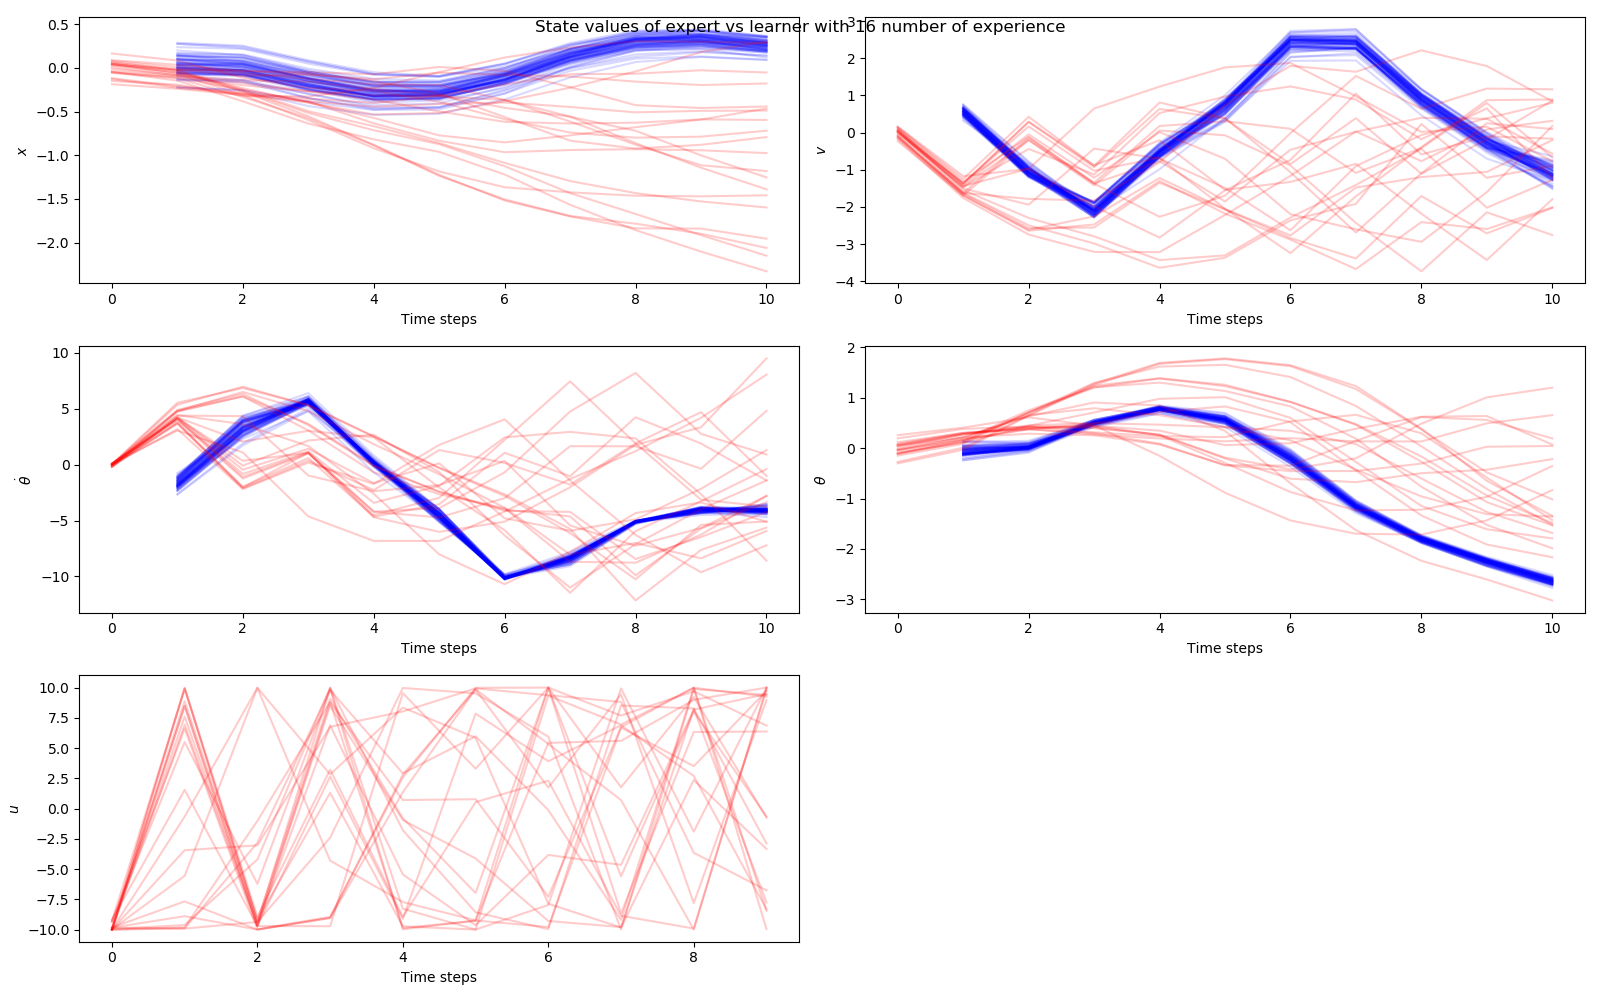 State values of expert vs learner with 16 number of experience
0.5
0.0
−0.5
−1.0
−1.5
−2.0
x
0 2 4 6 8 10
Time steps
3
2
1
0
−1
−2
−3
−4
v
0 2 4 6 8 10
Time steps
10
5
0
−5
−10
θ̇
0 2 4 6 8 10
Time steps
2
1
0
−1
−2
−3
θ
0 2 4 6 8 10
Time steps
10.0
7.5
5.0
2.5
0.0
−2.5
−5.0
−7.5
−10.0
u
0 2 4 6 8
Time steps